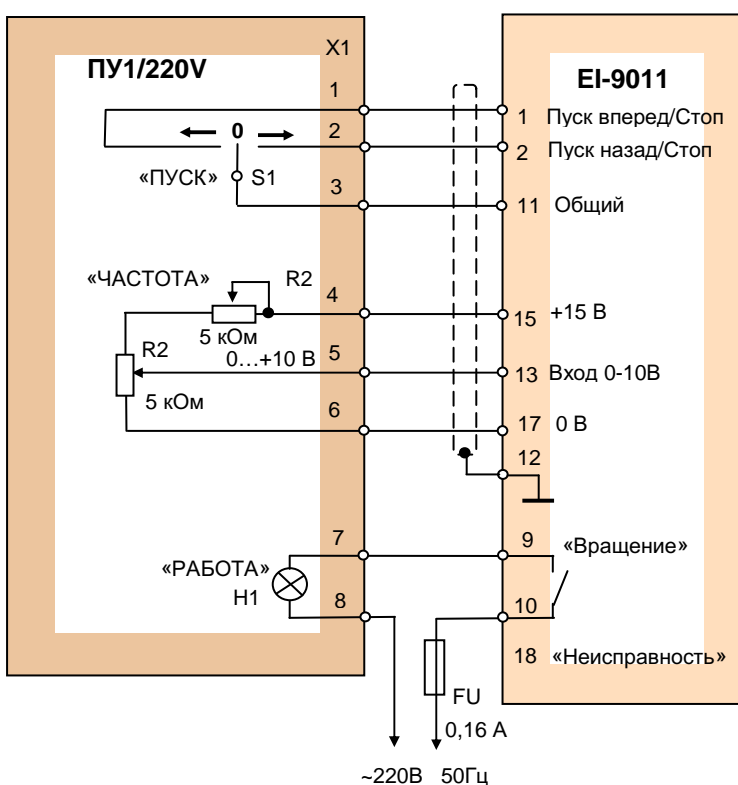 ПУ1/220V
X1
EI-9011
1
1 Пуск вперед/Стоп
0
2
2 Пуск назад/Стоп
«ПУСК» S1
3
11 Общий
«ЧАСТОТА» R2
4
15 +15 В
5 кОм
R2
0...+10 В 5
13 Вход 0-10В
5 кОм
6
17 0 В
12
7
9 «Вращение»
«РАБОТА»
H1
8
10
18 «Неисправность»
FU
0,16 А
~220В 50Гц